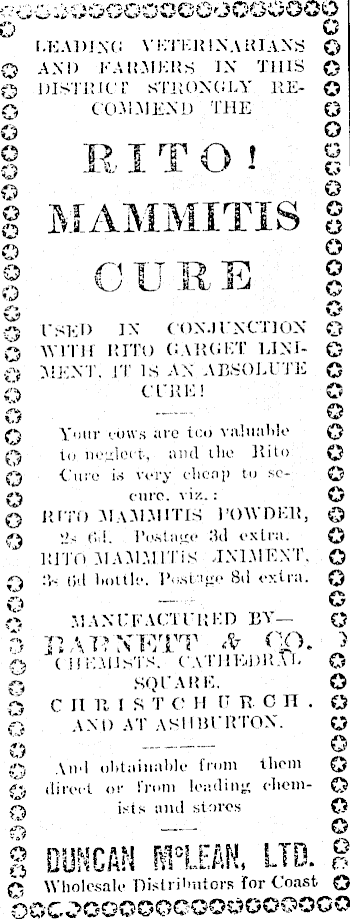 LEADING VETERINARIANS
AND FARMERS IN THIS
DISTRICT STRONGLY RE-
COMMEND THE
RITO!
MAMMITIS
CURE
USED IN CONJUNCTION
WITH RITO GARGET LINI-
MENT, IT IS AN ABSOLUTE
CURE!
Your cows are too valuable
to neglect, and the Rito
Cure is very cheap to se-
cure, viz.:
RITO MAMMITIS POWDER,
2s 6d. Postage 3d extra.
RITO MAMMITIS LINIMENT,
3s 6d bottle. Postage 8d extra.
MANUFACTURED BY—
BARNETT & CO.
CHEMISTS, CATHEDRAL
SQUARE,
CHRISTCHURCH.
AND AT ASHBURTON.
And obtainable from them
direct or from leading chem-
ists and stores
DUNCAN McLEAN, LTD.
Wholesale Distributors for Coast